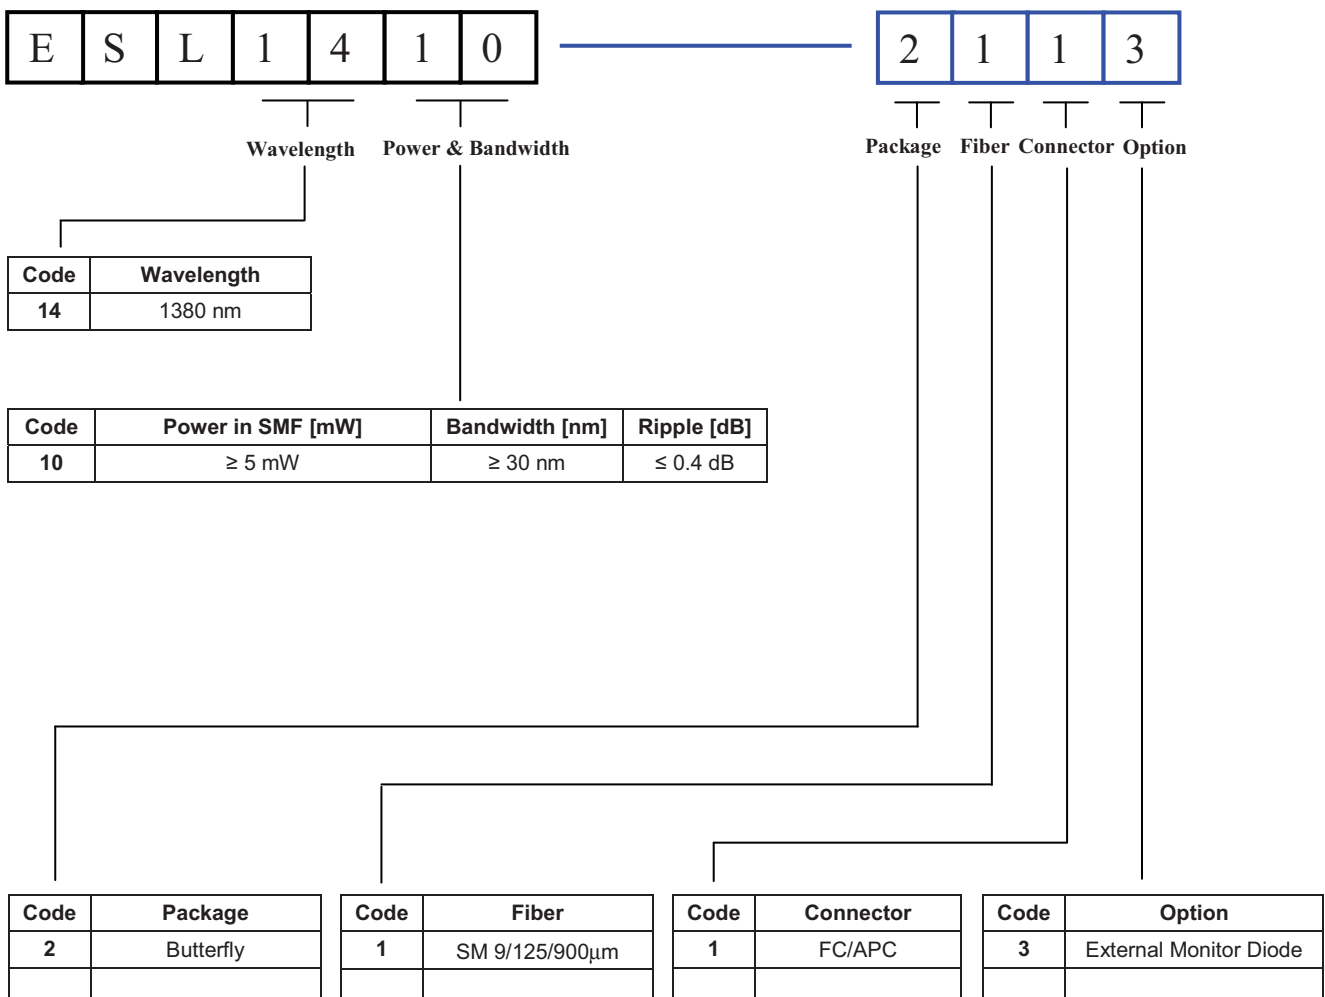 E S L 1 4 1 0 2 1 1 3
Wavelength Power & Bandwidth Package Fiber Connector Option
Code Wavelength
14 1380 nm
Code Power in SMF [mW] Bandwidth [nm] Ripple [dB]
10 ≥ 5 mW ≥ 30 nm ≤ 0.4 dB
Code Package Code Fiber Code Connector Code Option
2 Butterfly 1 SM 9/125/900μm 1 FC/APC 3 External Monitor Diode